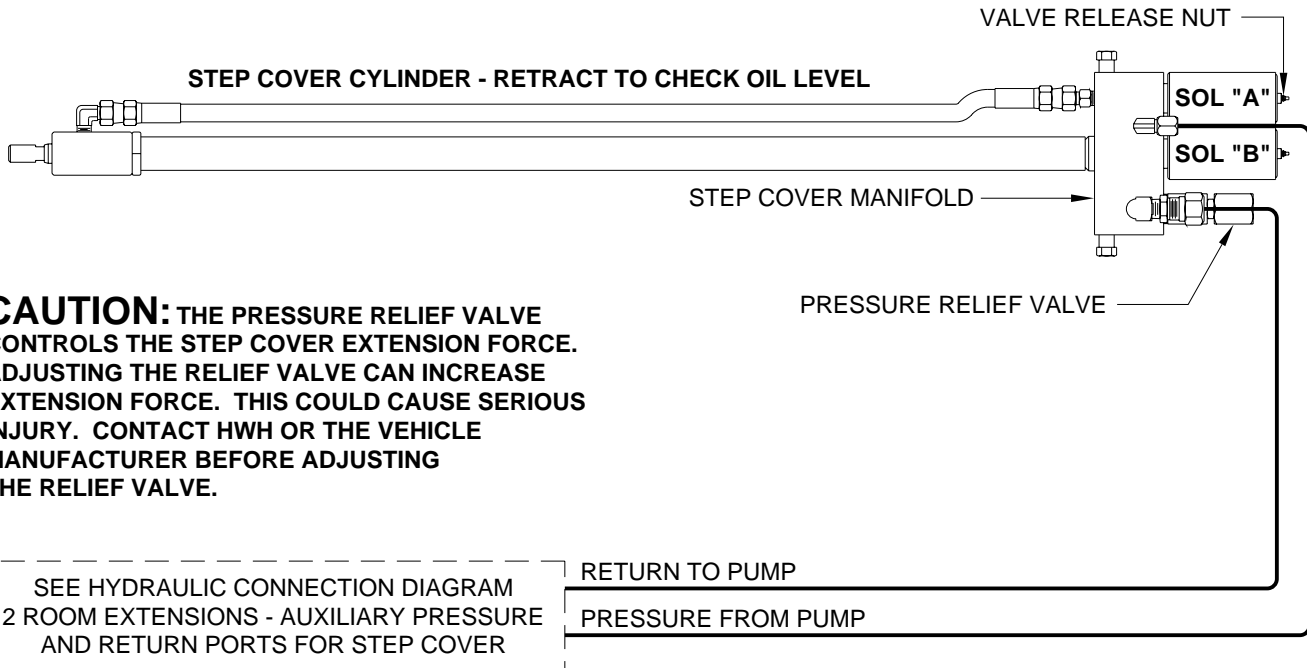 VALVE RELEASE NUT
STEP COVER CYLINDER - RETRACT TO CHECK OIL LEVEL
SOL "A"
SOL "B"
STEP COVER MANIFOLD
PRESSURE RELIEF VALVE
CAUTION: THE PRESSURE RELIEF VALVE
CONTROLS THE STEP COVER EXTENSION FORCE.
ADJUSTING THE RELIEF VALVE CAN INCREASE
EXTENSION FORCE. THIS COULD CAUSE SERIOUS
INJURY. CONTACT HWH OR THE VEHICLE
MANUFACTURER BEFORE ADJUSTING
THE RELIEF VALVE.
SEE HYDRAULIC CONNECTION DIAGRAM
2 ROOM EXTENSIONS - AUXILIARY PRESSURE
AND RETURN PORTS FOR STEP COVER
RETURN TO PUMP
PRESSURE FROM PUMP